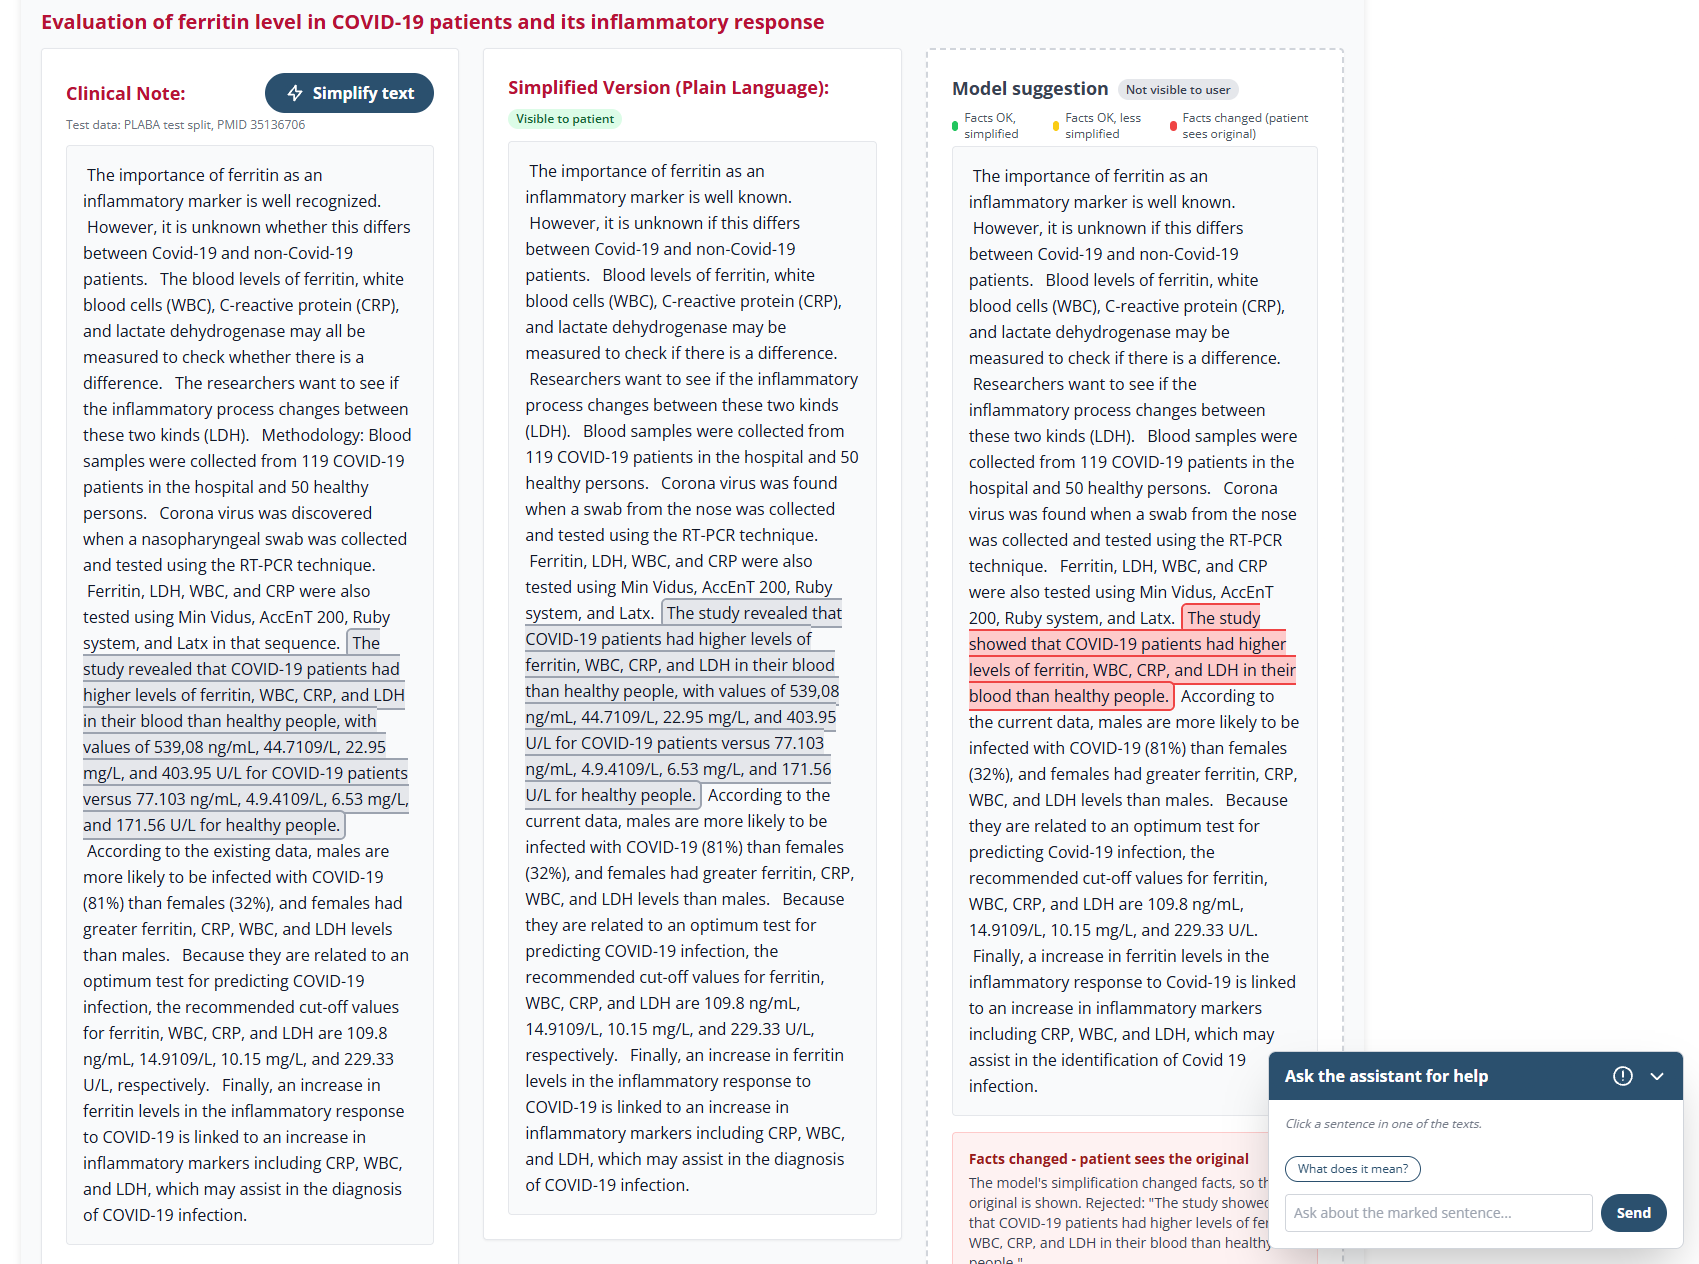 Evaluation of ferritin level in COVID-19 patients and its inflammatory response
Clinical Note:
Simplify text
Test data: PLABA test split, PMID 35136706
The importance of ferritin as an
inflammatory marker is well recognized.
However, it is unknown whether this differs
between Covid-19 and non-Covid-19
patients. The blood levels of ferritin, white
blood cells (WBC), C-reactive protein (CRP),
and lactate dehydrogenase may all be
measured to check whether there is a
difference. The researchers want to see if
the inflammatory process changes between
these two kinds (LDH). Methodology: Blood
samples were collected from 119 COVID-19
patients in the hospital and 50 healthy
persons. Corona virus was discovered
when a nasopharyngeal swab was collected
and tested using the RT-PCR technique.
Ferritin, LDH, WBC, and CRP were also
tested using Min Vidus, AccEnT 200, Ruby
system, and Latx in that sequence. The
study revealed that COVID-19 patients had
higher levels of ferritin, WBC, CRP, and LDH
in their blood than healthy people, with
values of 539,08 ng/mL, 44.7109/L, 22.95
mg/L, and 403.95 U/L for COVID-19 patients
versus 77.103 ng/mL, 4.9.4109/L, 6.53 mg/L,
and 171.56 U/L for healthy people.
According to the existing data, males are
more likely to be infected with COVID-19
(81%) than females (32%), and females had
greater ferritin, CRP, WBC, and LDH levels
than males. Because they are related to an
optimum test for predicting COVID-19
infection, the recommended cut-off values
for ferritin, WBC, CRP, and LDH are 109.8
ng/mL, 14.9109/L, 10.15 mg/L, and 229.33
U/L, respectively. Finally, an increase in
ferritin levels in the inflammatory response
to COVID-19 is linked to an increase in
inflammatory markers including CRP, WBC,
and LDH, which may assist in the diagnosis
of COVID-19 infection.
Simplified Version (Plain Language):
Visible to patient
The importance of ferritin as an
inflammatory marker is well known.
However, it is unknown if this differs
between Covid-19 and non-Covid-19
patients. Blood levels of ferritin, white
blood cells (WBC), C-reactive protein (CRP),
and lactate dehydrogenase may be
measured to check if there is a difference.
Researchers want to see if the inflammatory
process changes between these two kinds
(LDH). Blood samples were collected from
119 COVID-19 patients in the hospital and 50
healthy persons. Corona virus was found
when a swab from the nose was collected
and tested using the RT-PCR technique.
Ferritin, LDH, WBC, and CRP were also
tested using Min Vidus, AccEnT 200, Ruby
system, and Latx. The study revealed that
COVID-19 patients had higher levels of
ferritin, WBC, CRP, and LDH in their blood
than healthy people, with values of 539,08
ng/mL, 44.7109/L, 22.95 mg/L, and 403.95
U/L for COVID-19 patients versus 77.103
ng/mL, 4.9.4109/L, 6.53 mg/L, and 171.56
U/L for healthy people. According to the
current data, males are more likely to be
infected with COVID-19 (81%) than females
(32%), and females had greater ferritin, CRP,
WBC, and LDH levels than males. Because
they are related to an optimum test for
predicting COVID-19 infection, the
recommended cut-off values for ferritin,
WBC, CRP, and LDH are 109.8 ng/mL,
14.9109/L, 10.15 mg/L, and 229.33 U/L,
respectively. Finally, an increase in ferritin
levels in the inflammatory response to
COVID-19 is linked to an increase in
inflammatory markers including CRP, WBC,
and LDH, which may assist in the diagnosis
of COVID-19 infection.
Model suggestion
Not visible to user
Facts OK, simplified
Facts OK, less simplified
Facts changed (patient sees original)
The importance of ferritin as an
inflammatory marker is well known.
However, it is unknown if this differs
between Covid-19 and non-Covid-19
patients. Blood levels of ferritin, white
blood cells (WBC), C-reactive protein (CRP),
and lactate dehydrogenase may be
measured to check if there is a difference.
Researchers want to see if the
inflammatory process changes between
these two kinds (LDH). Blood samples were
collected from 119 COVID-19 patients in the
hospital and 50 healthy persons. Corona
virus was found when a swab from the nose
was collected and tested using the RT-PCR
technique. Ferritin, LDH, WBC, and CRP
were also tested using Min Vidus, AccEnT
200, Ruby system, and Latx. The study
showed that COVID-19 patients had higher
levels of ferritin, WBC, CRP, and LDH in their
blood than healthy people. According to
the current data, males are more likely to be
infected with COVID-19 (81%) than females
(32%), and females had greater ferritin, CRP,
WBC, and LDH levels than males. Because
they are related to an optimum test for
predicting Covid-19 infection, the
recommended cut-off values for ferritin,
WBC, CRP, and LDH are 109.8 ng/mL,
14.9109/L, 10.15 mg/L, and 229.33 U/L.
Finally, a increase in ferritin levels in the
inflammatory response to Covid-19 is linked
to an increase in inflammatory markers
including CRP, WBC, and LDH, which may
assist in the identification of Covid 19
infection.
Facts changed - patient sees the original
The model's simplification changed facts, so th
original is shown. Rejected: "The study showed
that COVID-19 patients had higher levels of fer
WBC, CRP, and LDH in their blood than healthy
people."
Ask the assistant for help
Click a sentence in one of the texts.
What does it mean?
Ask about the marked sentence...
Send